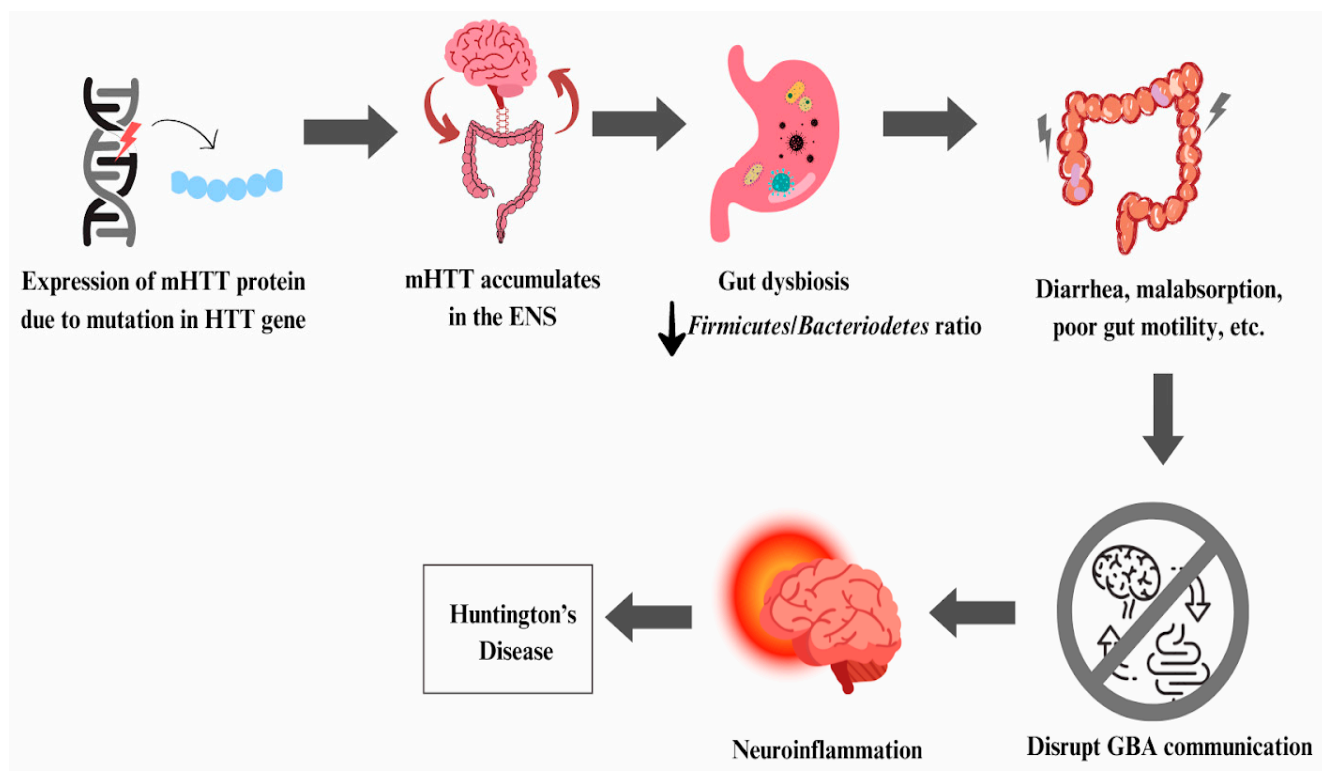 Expression of mHTT protein
due to mutation in HTT gene
mHTT accumulates
in the ENS
Gut dysbiosis
Firmicutes/Bacteriodetes ratio
Diarrhea, malabsorption,
poor gut motility, etc.
Disrupt GBA communication
Neuroinflammation
Huntington's
Disease